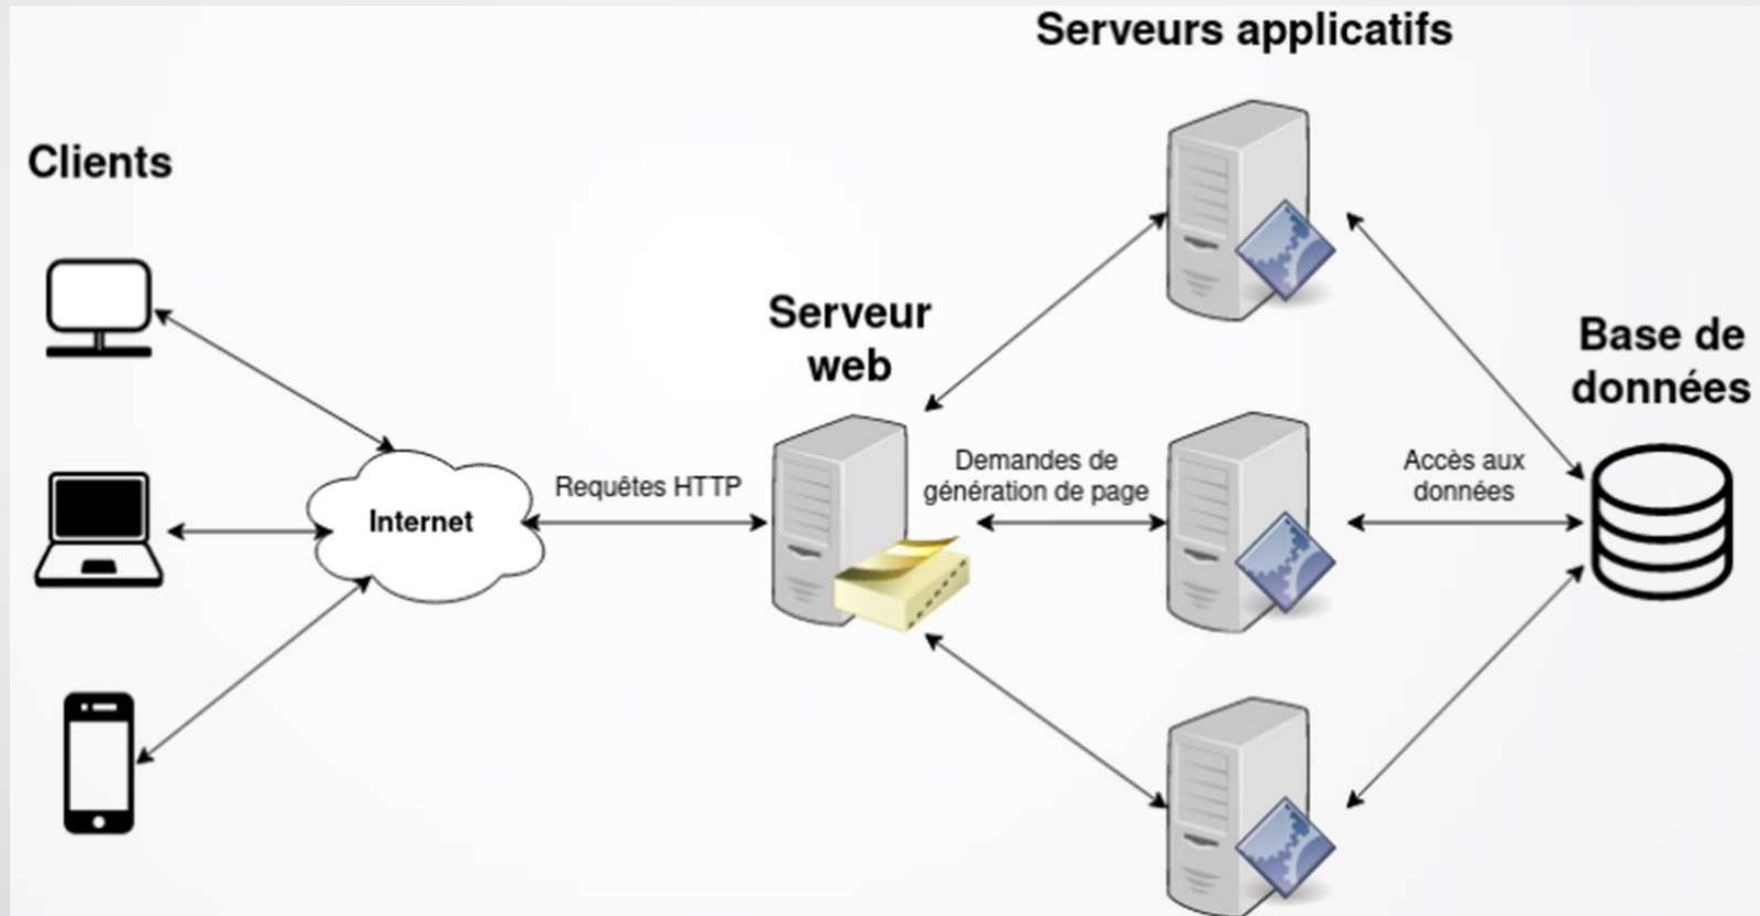 Serveurs applicatifs
Clients
Serveur
web
Base de
données
Internet
Requêtes HTTP
Demandes de
génération de page
Accès aux
données